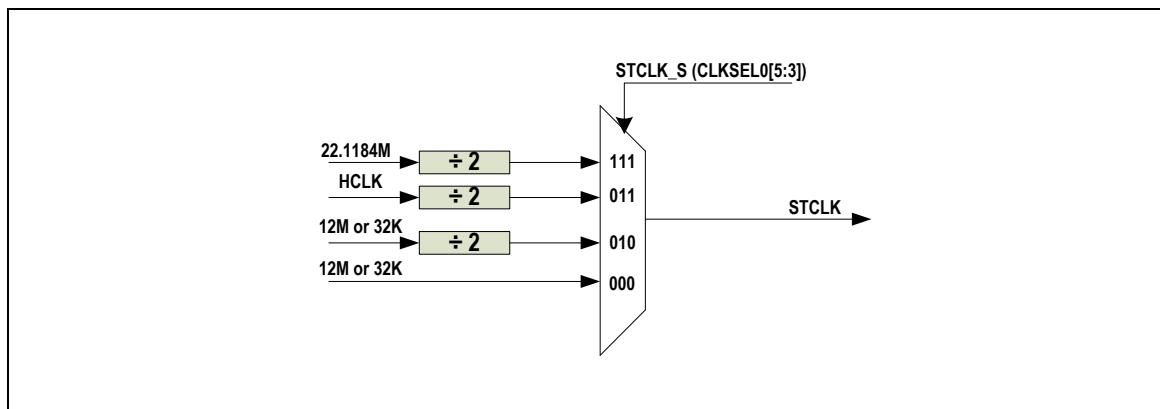 STCLK_S (CLKSEL0[5:3])
22.1184M
÷ 2
111
HCLK
÷ 2
011
STCLK
12M or 32K
÷ 2
010
12M or 32K
000